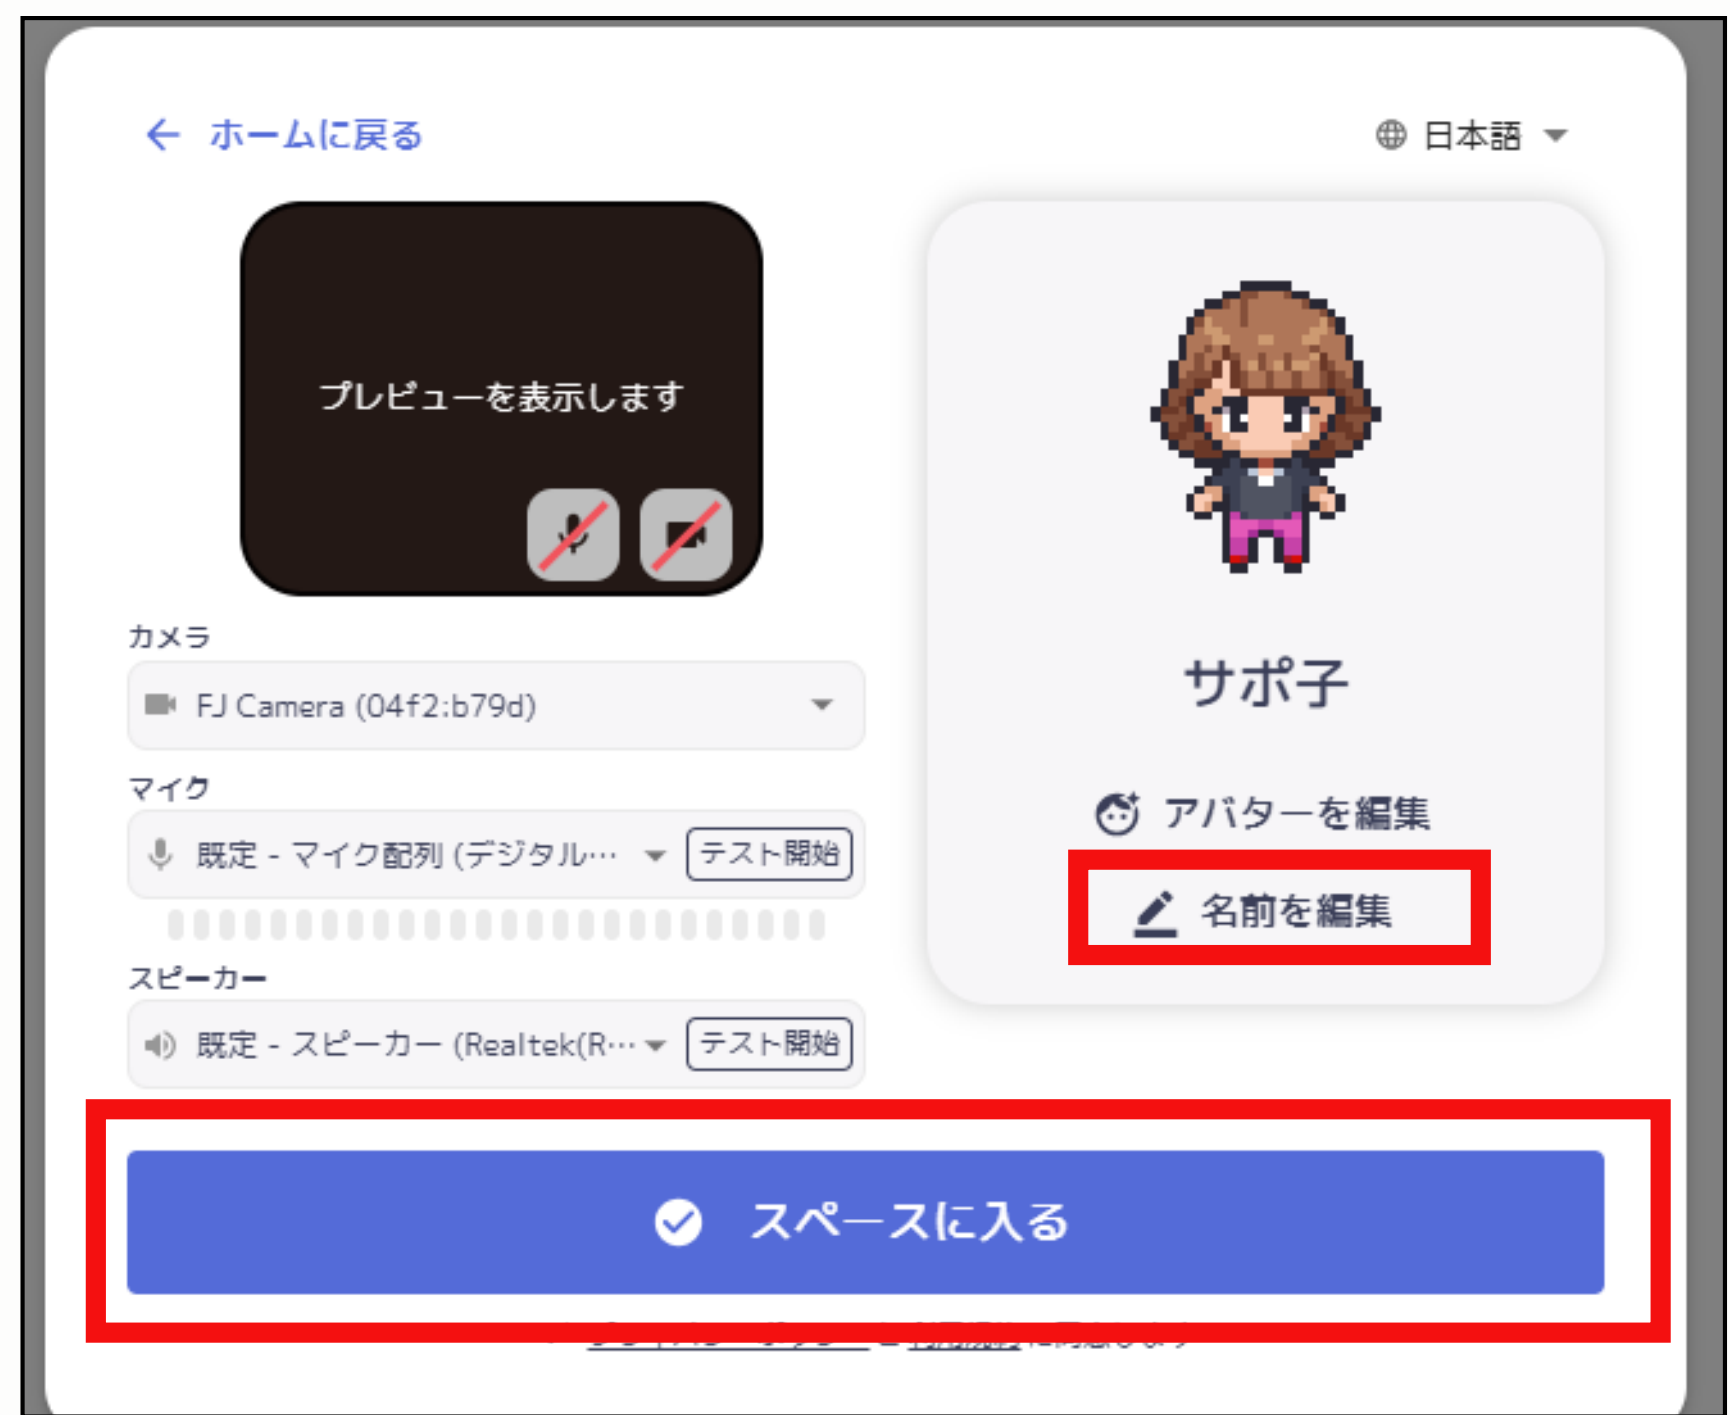 ホームに戻る
日本語
プレビューを表示します
カメラ
FJ Camera (04f2:b79d)
マイク
既定 - マイク配列 (デジタル… テスト開始
スピーカー
既定 - スピーカー (Realtek(R… テスト開始
サポ子
アバターを編集
名前を編集
スペースに入る